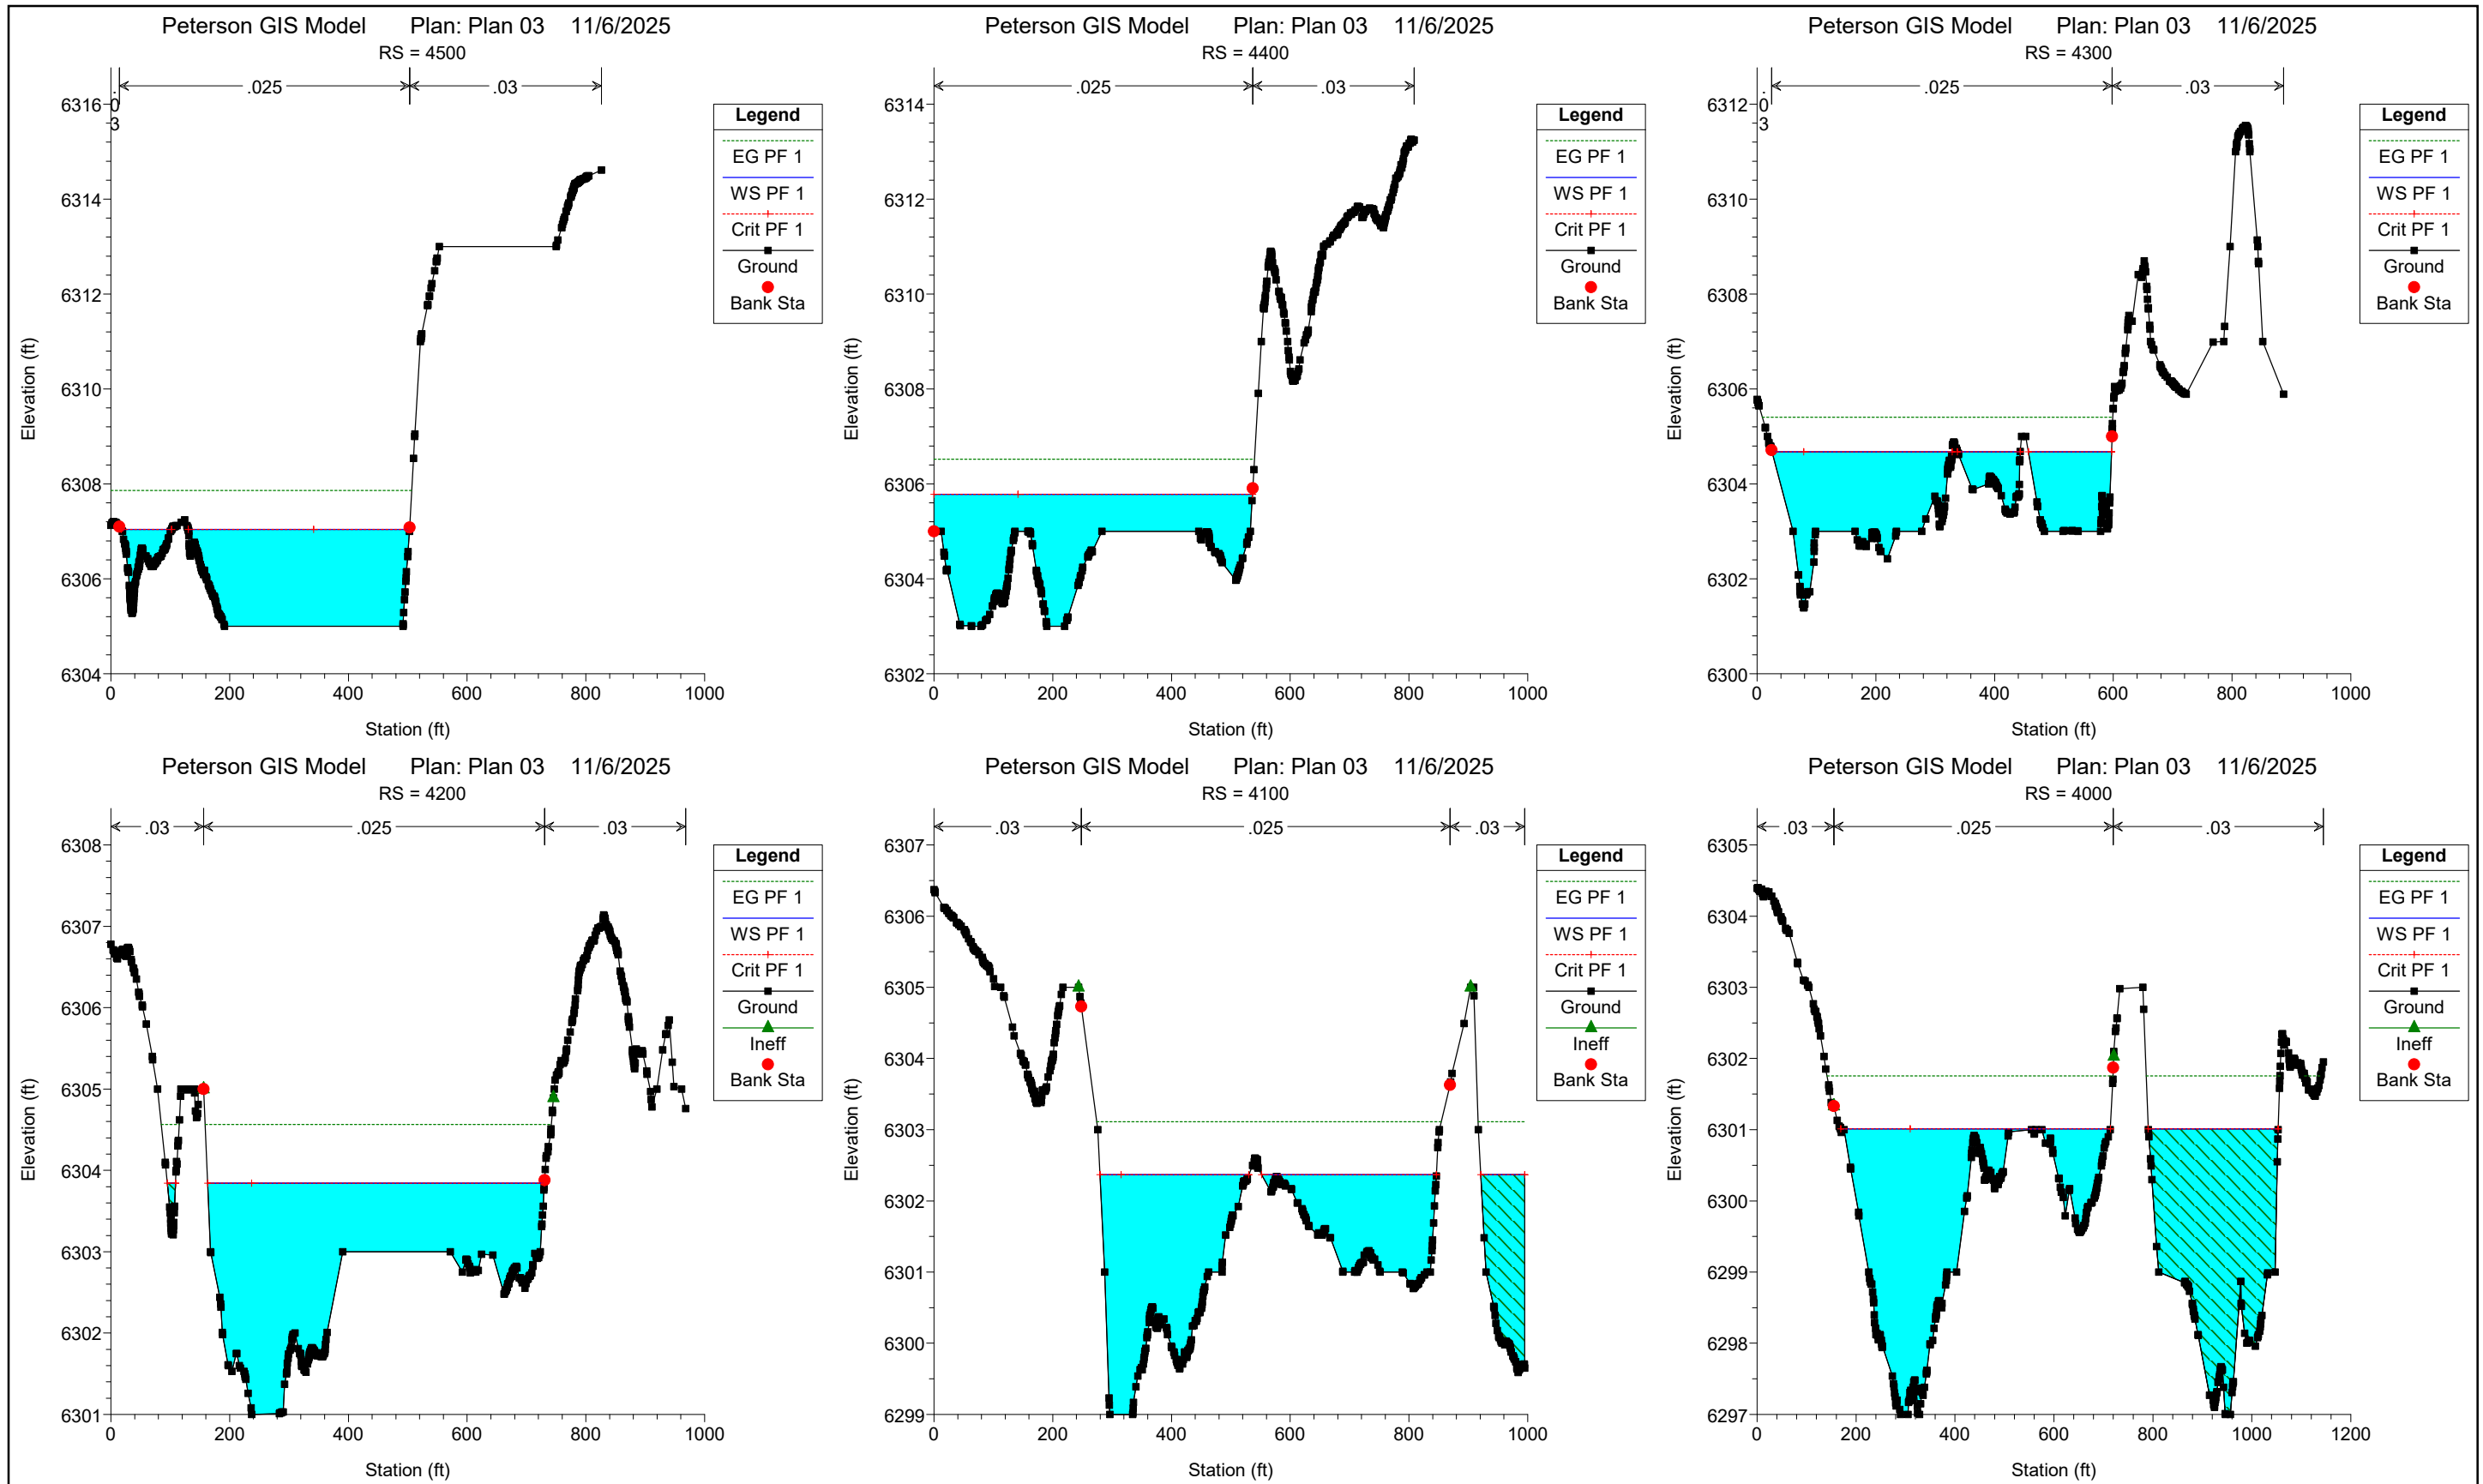 Peterson GIS Model Plan: Plan 03 11/6/2025
RS = 4500
.03
.025
.03
6316
6314
6312
6310
6308
6306
6304
Elevation (ft)
0 200 400 600 800 1000
Station (ft)
Legend
EG PF 1
WS PF 1
Crit PF 1
Ground
Bank Sta
Peterson GIS Model Plan: Plan 03 11/6/2025
RS = 4400
.025
.03
6314
6312
6310
6308
6306
6304
6302
Elevation (ft)
0 200 400 600 800 1000
Station (ft)
Legend
EG PF 1
WS PF 1
Crit PF 1
Ground
Bank Sta
Peterson GIS Model Plan: Plan 03 11/6/2025
RS = 4300
.03
.025
.03
6312
6310
6308
6306
6304
6302
6300
Elevation (ft)
0 200 400 600 800 1000
Station (ft)
Legend
EG PF 1
WS PF 1
Crit PF 1
Ground
Bank Sta
Peterson GIS Model Plan: Plan 03 11/6/2025
RS = 4200
.03
.025
.03
6308
6307
6306
6305
6304
6303
6302
6301
Elevation (ft)
0 200 400 600 800 1000
Station (ft)
Legend
EG PF 1
WS PF 1
Crit PF 1
Ground
Ineff
Bank Sta
Peterson GIS Model Plan: Plan 03 11/6/2025
RS = 4100
.03
.025
.03
6307
6306
6305
6304
6303
6302
6301
6300
6299
Elevation (ft)
0 200 400 600 800 1000
Station (ft)
Legend
EG PF 1
WS PF 1
Crit PF 1
Ground
Ineff
Bank Sta
Peterson GIS Model Plan: Plan 03 11/6/2025
RS = 4000
.03
.025
.03
6305
6304
6303
6302
6301
6300
6299
6298
6297
Elevation (ft)
0 200 400 600 800 1000 1200
Station (ft)
Legend
EG PF 1
WS PF 1
Crit PF 1
Ground
Ineff
Bank Sta